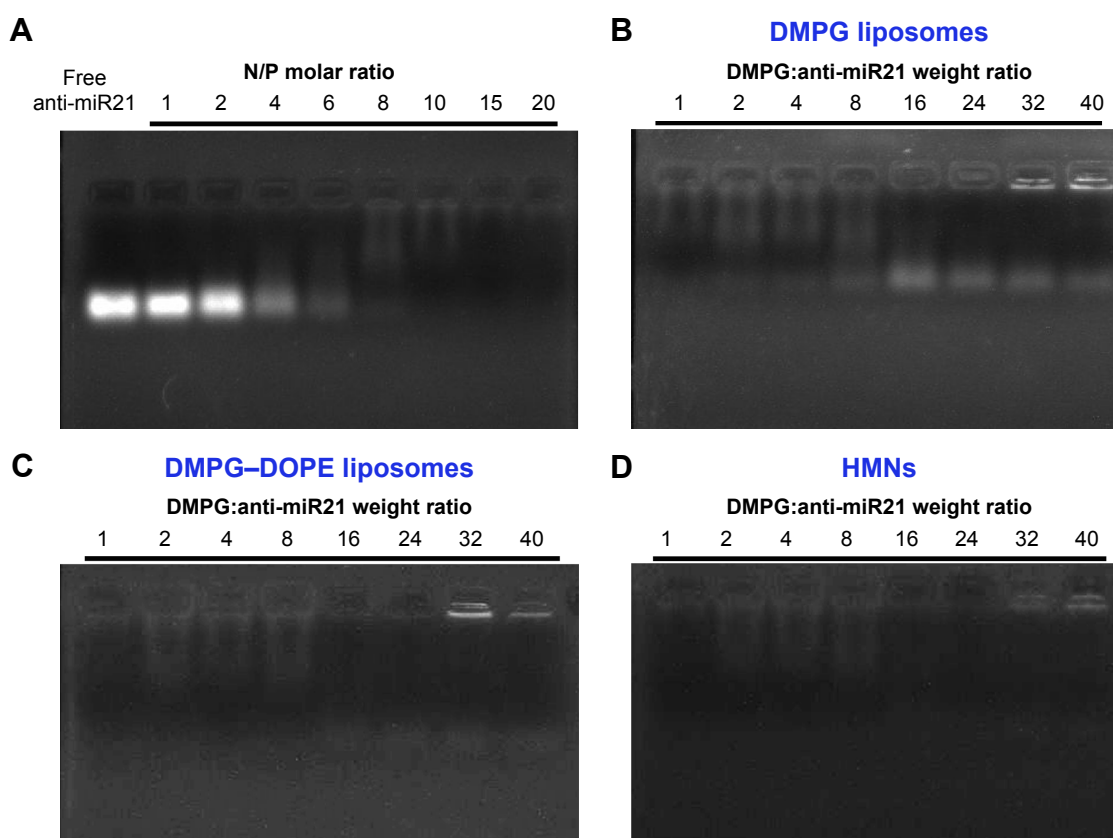 A
Free
anti-miR21
N/P molar ratio
1 2 4 6 8 10 15 20
B
DMPG liposomes
DMPG:anti-miR21 weight ratio
1 2 4 8 16 24 32 40
C
DMPG–DOPE liposomes
DMPG:anti-miR21 weight ratio
1 2 4 8 16 24 32 40
D
HMNs
DMPG:anti-miR21 weight ratio
1 2 4 8 16 24 32 40